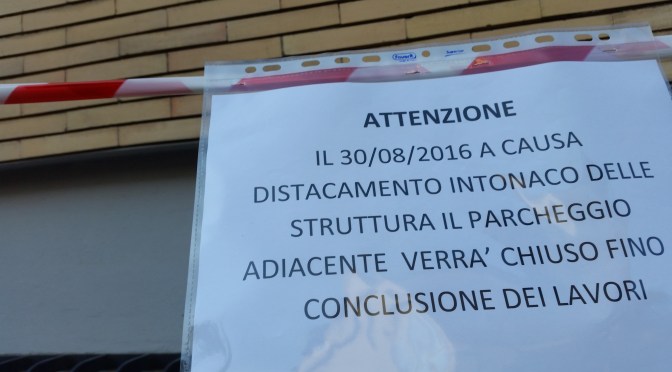 ATTENZIONE
IL 30/08/2016 A CAUSA
DISTACAMENTO INTONACO DELLE
STRUTTURA IL PARCHEGGIO
ADIACENTE VERRA’ CHIUSO FINO
CONCLUSIONE DEI LAVORI